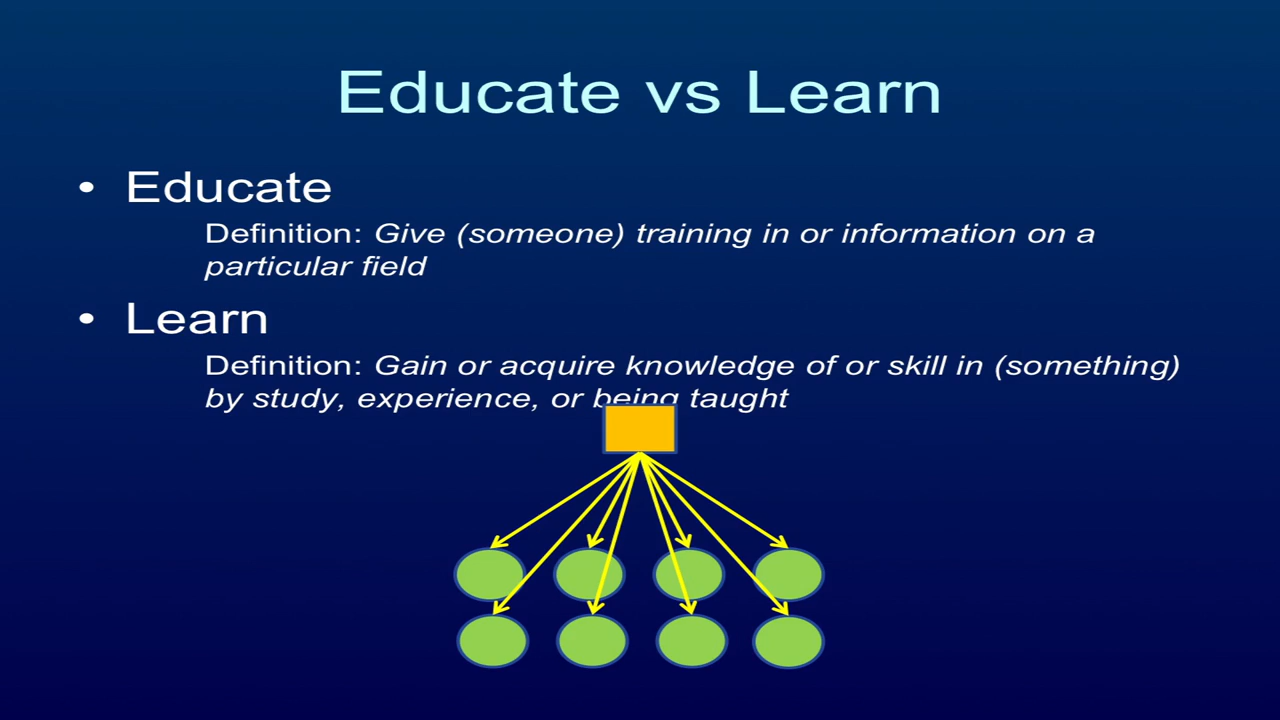 Educate vs Learn
• Educate
Definition: Give (someone) training in or information on a
particular field
• Learn
Definition: Gain or acquire knowledge of or skill in (something)
by study, experience, or being taught